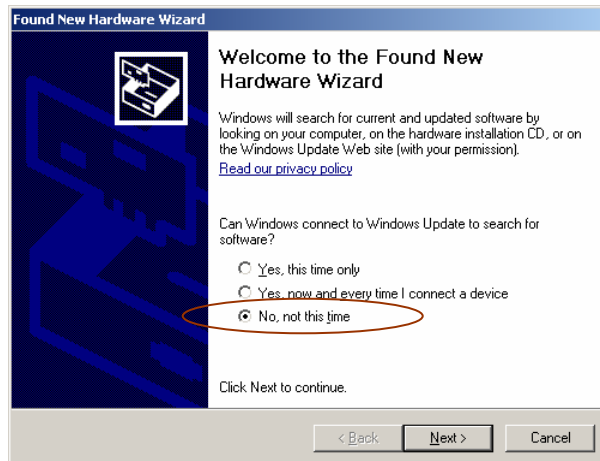 Found New Hardware Wizard
Welcome to the Found New
Hardware Wizard
Windows will search for current and updated software by
looking on your computer, on the hardware installation CD, or on
the Windows Update Web site (with your permission).
Read our privacy policy
Can Windows connect to Windows Update to search for
software?
Yes, this time only
Yes, now and every time I connect a device
No, not this time
Click Next to continue.
< Back
Next >
Cancel